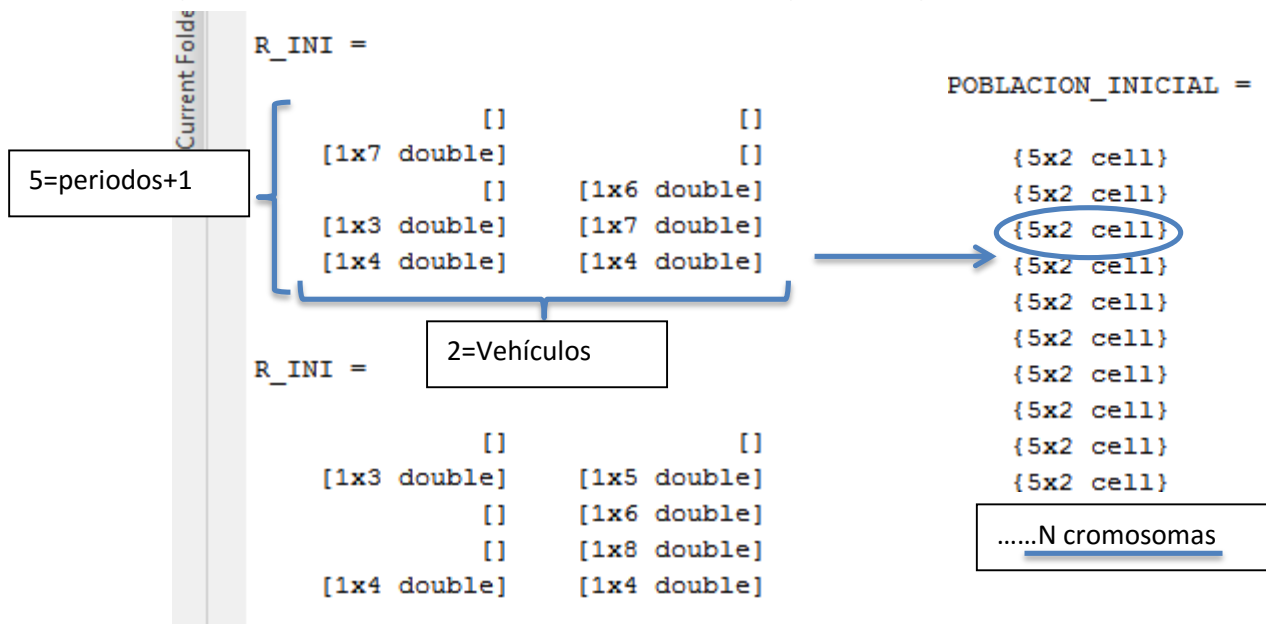 Current Folde
R_INI =
[] []
[1x7 double] []
[] [1x6 double]
[1x3 double] [1x7 double]
[1x4 double] [1x4 double]
5=periodos+1
2=Vehículos
R_INI =
[] []
[1x3 double] [1x5 double]
[] [1x6 double]
[] [1x8 double]
[1x4 double] [1x4 double]
POBLACION_INICIAL =
{5x2 cell}
{5x2 cell}
{5x2 cell}
{5x2 cell}
{5x2 cell}
{5x2 cell}
{5x2 cell}
{5x2 cell}
{5x2 cell}
{5x2 cell}
......N cromosomas